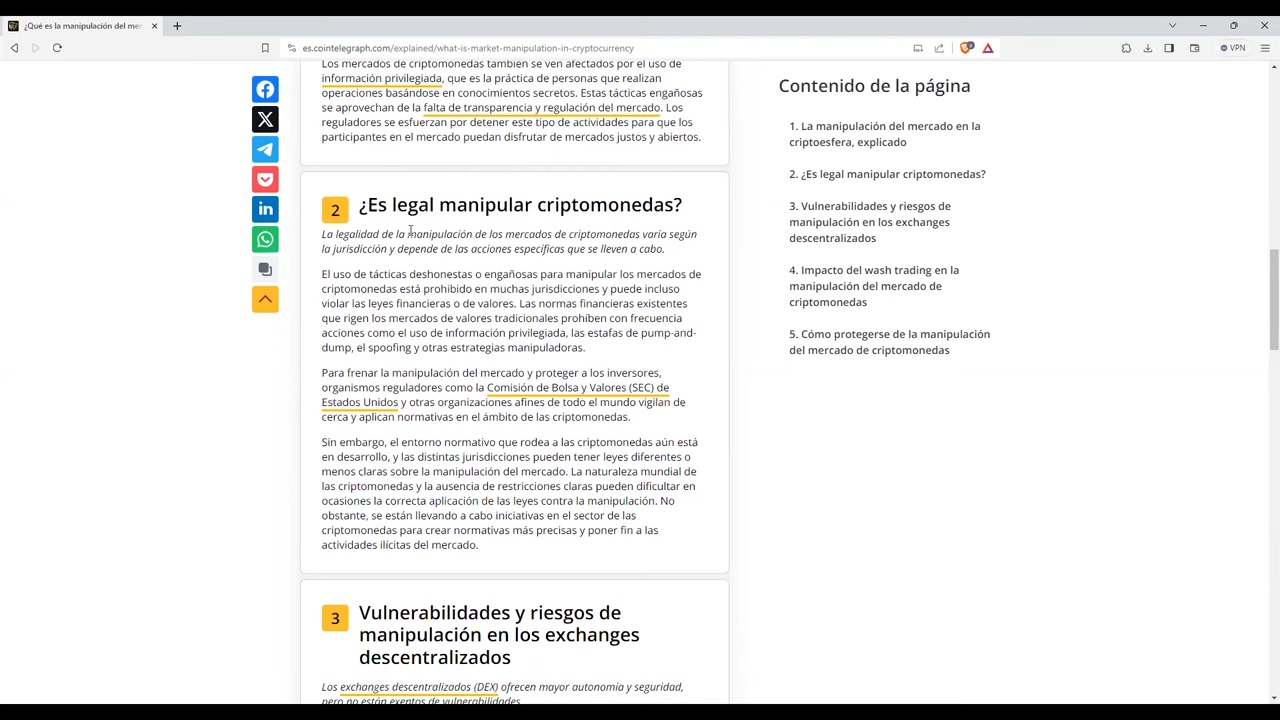 ¿Qué es la manipulación del mer
es.cointelegraph.com/explained/what-is-market-manipulation-in-cryptocurrency
VPN
Los mercados de criptomonedas también se ven afectados por el uso de
información privilegiada, que es la práctica de personas que realizan
operaciones basándose en conocimientos secretos. Estas tácticas engañosas
se aprovechan de la falta de transparencia y regulación del mercado. Los
reguladores se esfuerzan por detener este tipo de actividades para que los
participantes en el mercado puedan disfrutar de mercados justos y abiertos.
2
¿Es legal manipular criptomonedas?
La legalidad de la manipulación de los mercados de criptomonedas varía según
la jurisdicción y depende de las acciones específicas que se lleven a cabo.
El uso de tácticas deshonestas o engañosas para manipular los mercados de
criptomonedas está prohibido en muchas jurisdicciones y puede incluso
violar las leyes financieras o de valores. Las normas financieras existentes
que rigen los mercados de valores tradicionales prohíben con frecuencia
acciones como el uso de información privilegiada, las estafas de pump-and-
dump, el spoofing y otras estrategias manipuladoras.
Para frenar la manipulación del mercado y proteger a los inversores,
organismos reguladores como la Comisión de Bolsa y Valores (SEC) de
Estados Unidos y otras organizaciones afines de todo el mundo vigilan de
cerca y aplican normativas en el ámbito de las criptomonedas.
Sin embargo, el entorno normativo que rodea a las criptomonedas aún está
en desarrollo, y las distintas jurisdicciones pueden tener leyes diferentes o
menos claras sobre la manipulación del mercado. La naturaleza mundial de
las criptomonedas y la ausencia de restricciones claras pueden dificultar en
ocasiones la correcta aplicación de las leyes contra la manipulación. No
obstante, se están llevando a cabo iniciativas en el sector de las
criptomonedas para crear normativas más precisas y poner fin a las
actividades ilícitas del mercado.
3
Vulnerabilidades y riesgos de
manipulación en los exchanges
descentralizados
Los exchanges descentralizados (DEX) ofrecen mayor autonomía y seguridad,
pero no están exentos de vulnerabilidades.
Contenido de la página
1. La manipulación del mercado en la
criptoesfera, explicado
2. ¿Es legal manipular criptomonedas?
3. Vulnerabilidades y riesgos de
manipulación en los exchanges
descentralizados
4. Impacto del wash trading en la
manipulación del mercado de
criptomonedas
5. Cómo protegerse de la manipulación
del mercado de criptomonedas